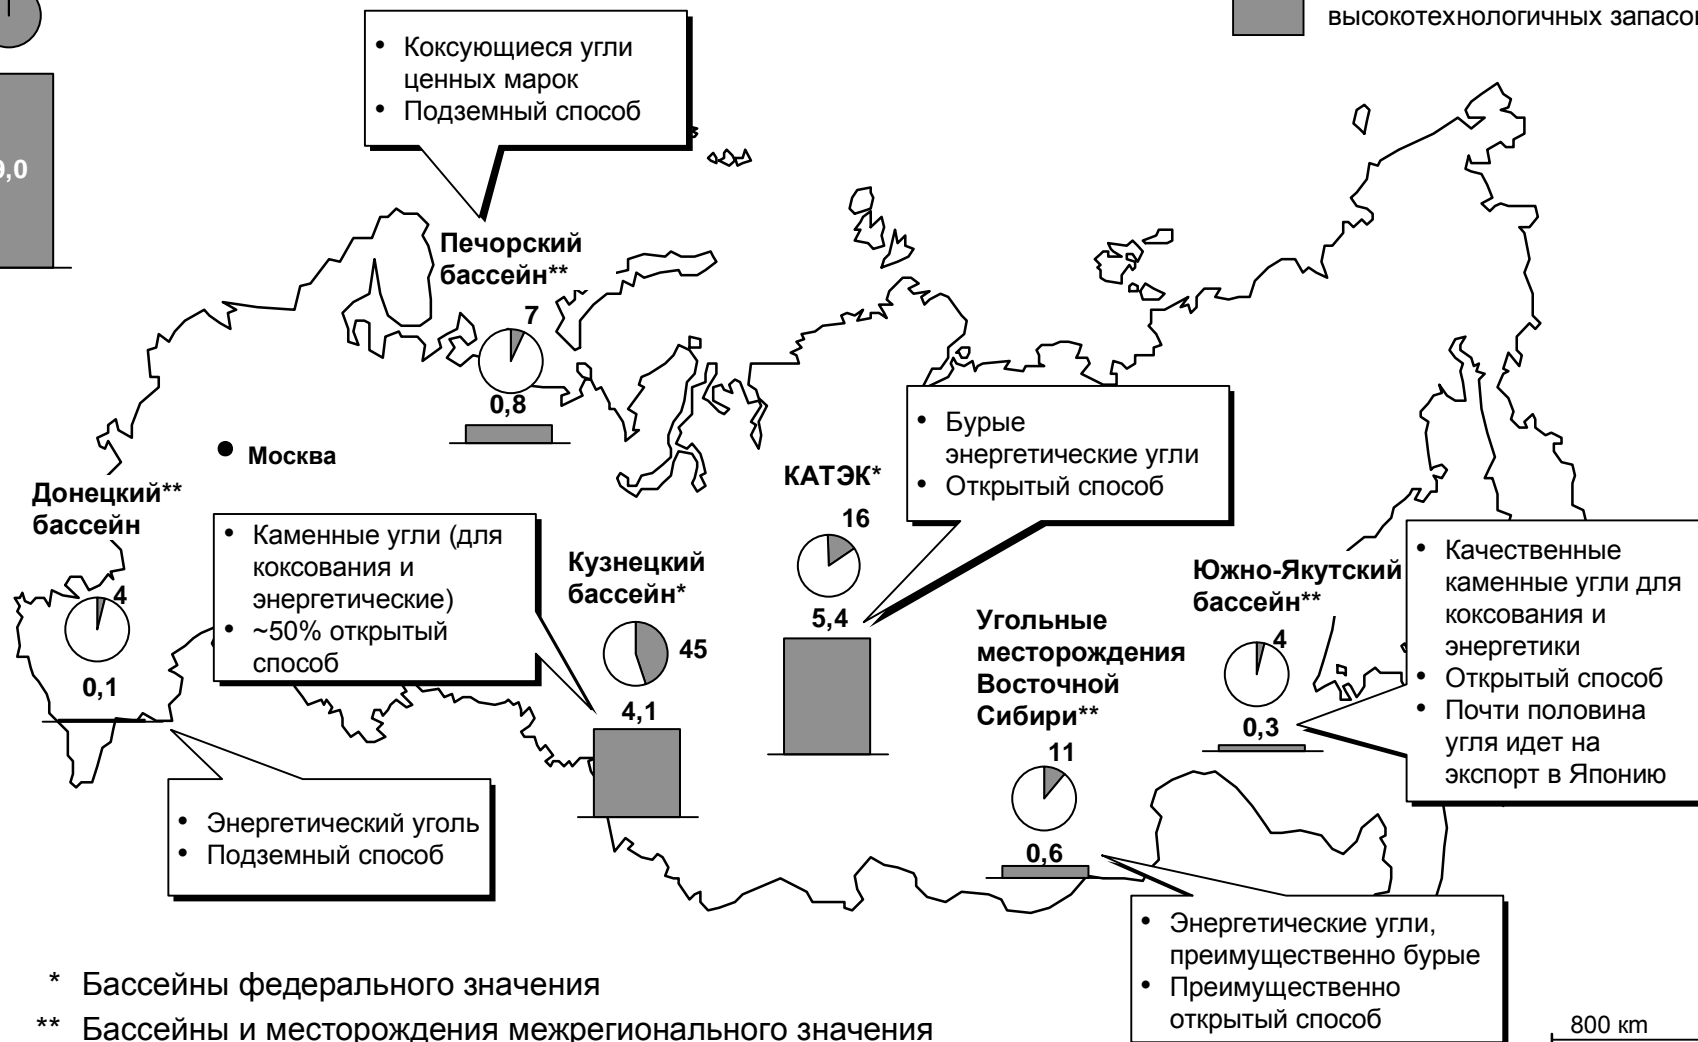 высокотехнологичных
• Коксующиеся угли
ценных марок
• Подземный способ
9,0
Печорский
бассейн**
7
0,8
Москва
Донецкий**
бассейн
4
0,1
• Каменные угли (для
коксования и
энергетические)
• ~50% открытый
способ
Кузнецкий
бассейн*
45
4,1
КАТЭК*
16
5,4
• Бурые
энергетические угли
• Открытый способ
Угольные
месторождения
Восточной
Сибири**
11
0,6
Южно-Якутский
бассейн**
4
0,3
• Качественные
каменные угли для
коксования и
энергетики
• Открытый способ
• Почти половина
угля идет на
экспорт в Японию
• Энергетический уголь
• Подземный способ
• Энергетические угли,
преимущественно бурые
• Преимущественно
открытый способ
* Бассейны федерального значения
** Бассейны и месторождения межрегионального значения
800 km